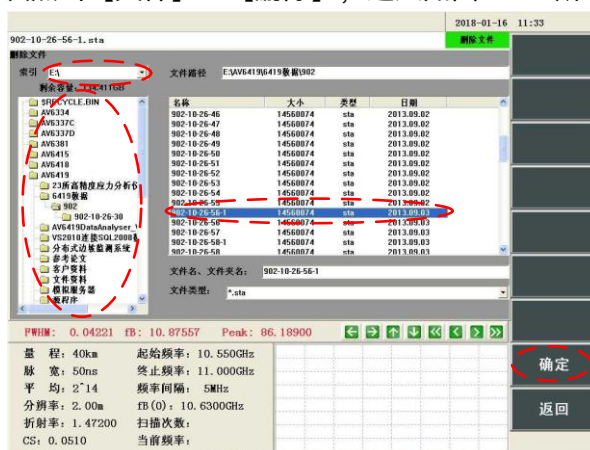 2018-01-16 11:33
902-10-26-56-1.sta
删除文件
删除文件
索引 E:\
文件路径 E:\AV6419\6419数据\902
剩余容量: 134.411GB
$RECYCLE.BIN
AV6334
AV6337C
AV6337D
AV6381
AV6415
AV6418
AV6419
23所高精度应力分析仪
6419数据
902
902-10-26-30
AV6419DataAnalyser_
VS2010连接SQL2008
分布式边坡监测系统
参考论文
客户资料
文件资料
模拟服务器
源程序
名称 大小 类型 日期
902-10-26-46 14560074 sta 2013.09.02
902-10-26-47 14560074 sta 2013.09.02
902-10-26-48 14560074 sta 2013.09.02
902-10-26-49 14560074 sta 2013.09.02
902-10-26-50 14560074 sta 2013.09.02
902-10-26-51 14560074 sta 2013.09.02
902-10-26-52 14560074 sta 2013.09.02
902-10-26-53 14560074 sta 2013.09.02
902-10-26-54 14560074 sta 2013.09.02
902-10-26-55 14560074 sta 2013.09.02
902-10-26-56-1 14560074 sta 2013.09.03
902-10-26-56 14560074 sta 2013.09.03
902-10-26-57 14560074 sta 2013.09.03
902-10-26-58-1 14560074 sta 2013.09.03
902-10-26-58 14560074 sta 2013.09.03
文件名、文件夹名: 902-10-26-56-1
文件类型: *.sta
FWHM: 0.04221 fB: 10.87557 Peak: 86.18900
量 程: 40km 起始频率: 10.550GHz
脉 宽: 50ns 终止频率: 11.000GHz
平 均: 2^14 频率间隔: 5MHz
分辨率: 2.00m fB(0): 10.6300GHz
折射率: 1.47200 扫描次数:
CS: 0.0510 当前频率:
确定
返回